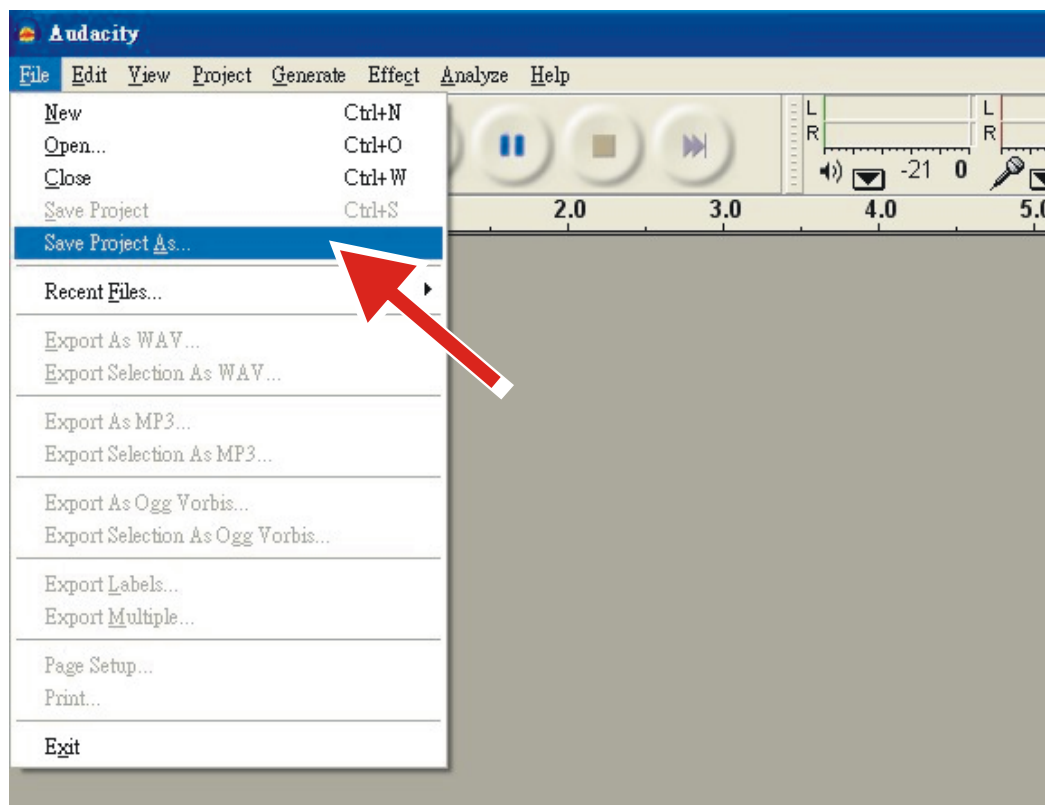 Audacity
File Edit View Project Generate Effect Analyze Help
New Ctrl+N
Open... Ctrl+O
Close Ctrl+W
Save Project Ctrl+S
Save Project As...
Recent Files...
Export As WAV...
Export Selection As WAV...
Export As MP3...
Export Selection As MP3...
Export As Ogg Vorbis...
Export Selection As Ogg Vorbis...
Export Labels...
Export Multiple...
Page Setup...
Print...
Exit
L L
R R
-21 0
2.0 3.0 4.0 5.0